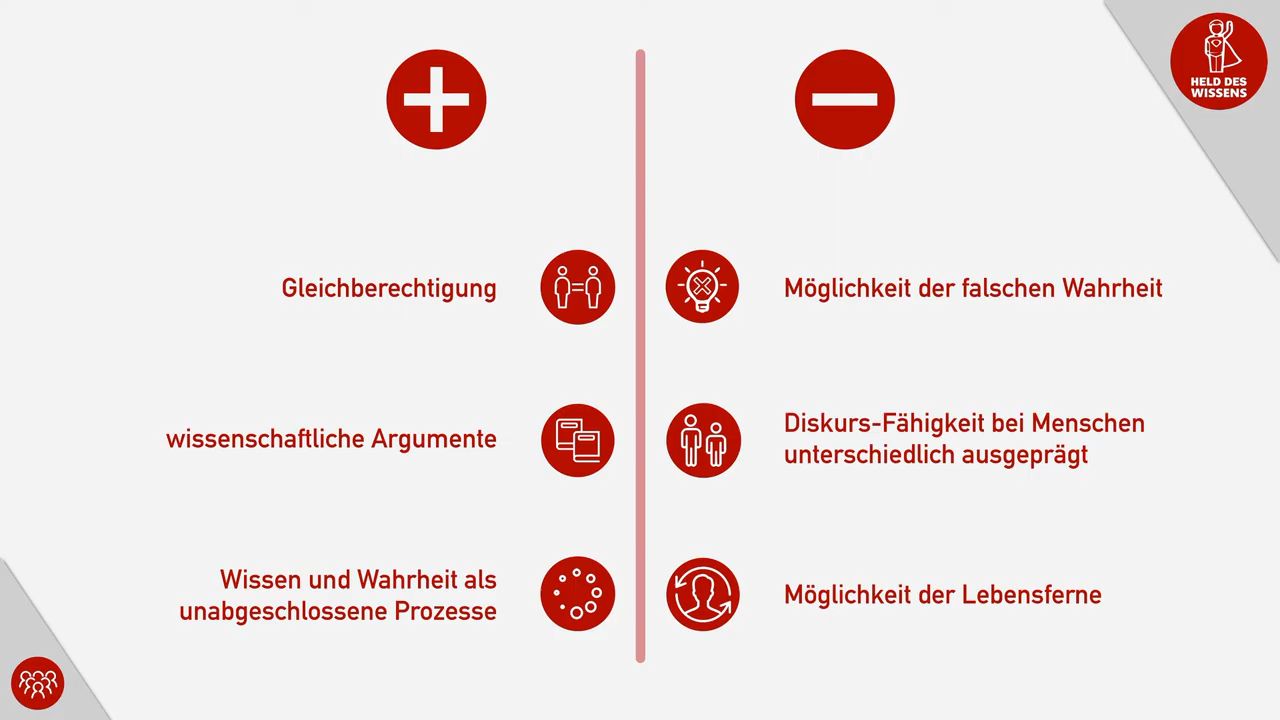 HELD DES
WISSENS
Gleichberechtigung
wissenschaftliche Argumente
Wissen und Wahrheit als
unabgeschlossene Prozesse
Möglichkeit der falschen Wahrheit
Diskurs-Fähigkeit bei Menschen
unterschiedlich ausgeprägt
Möglichkeit der Lebensferne